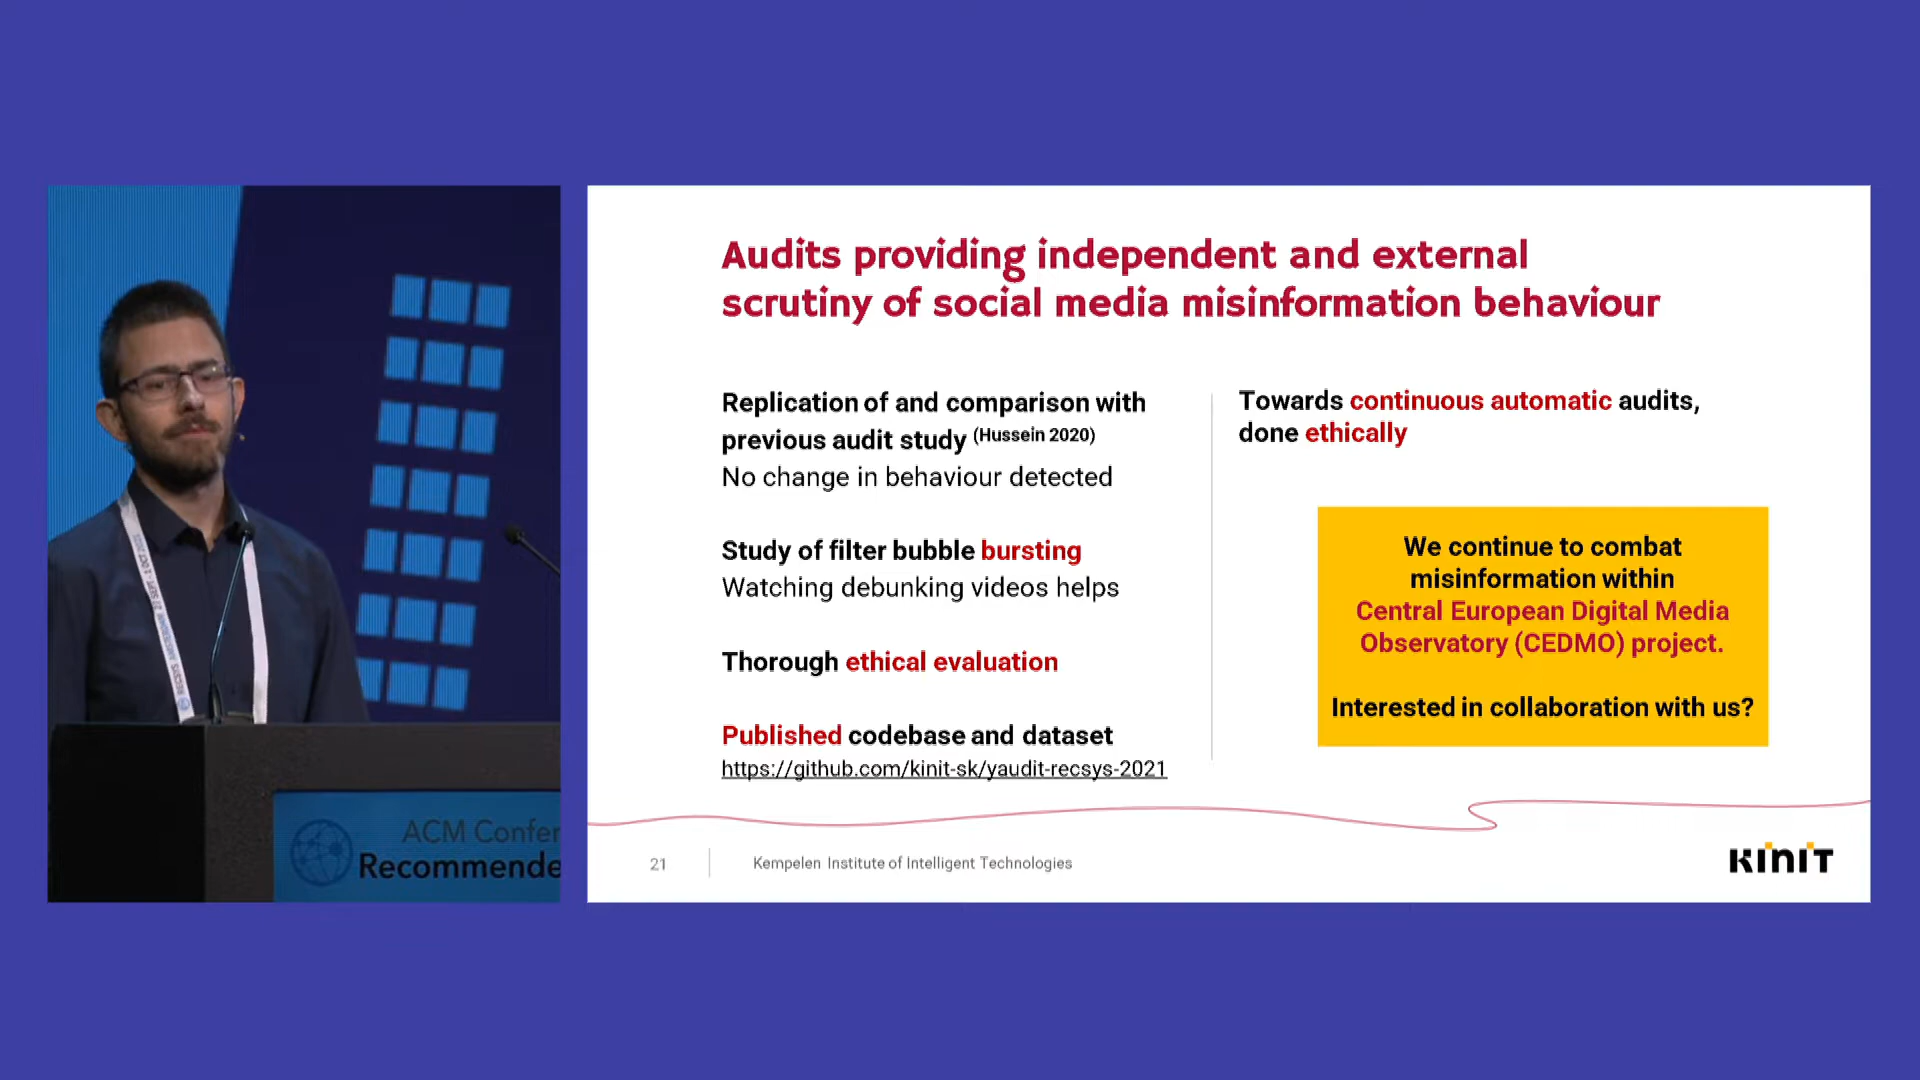 Audits providing independent and external
scrutiny of social media misinformation behaviour
Replication of and comparison with
previous audit study (Hussein 2020)
No change in behaviour detected
Study of filter bubble bursting
Watching debunking videos helps
Thorough ethical evaluation
Published codebase and dataset
https://github.com/kinit-sk/yaudit-recsys-2021
Towards continuous automatic audits,
done ethically
We continue to combat
misinformation within
Central European Digital Media
Observatory (CEDMO) project.
Interested in collaboration with us?
21
Kempelen Institute of Intelligent Technologies
KINIT
ACM Confer
Recommende